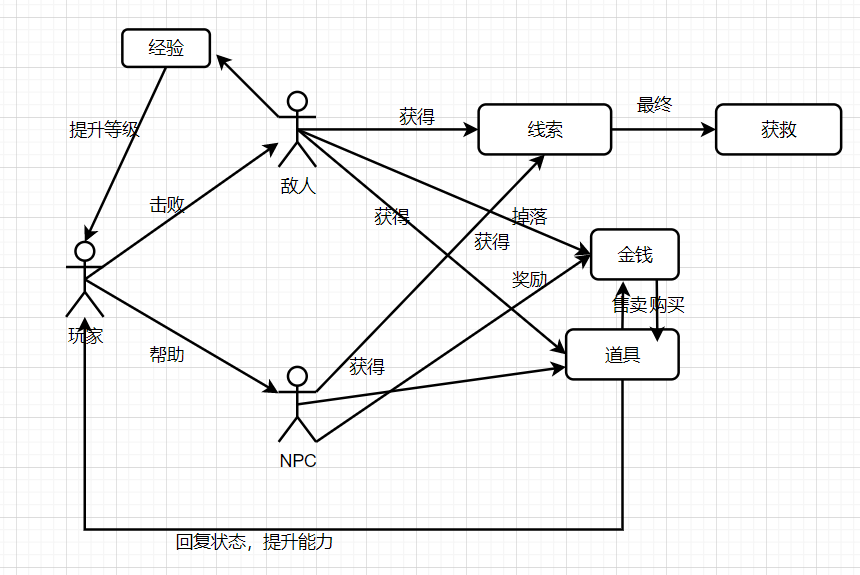 经验
提升等级
获得
最终
线索
获救
敌人
击败
获得
掉落
获得
金钱
奖励
售卖
购买
玩家
帮助
获得
道具
NPC
回复状态，提升能力